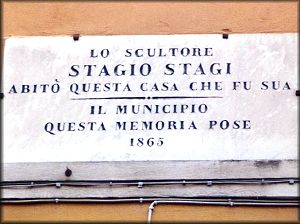 LO SCULTORE
STAGIO STAGI
ABITÒ QUESTA CASA CHE FU SUA
IL MUNICIPIO
QUESTA MEMORIA POSE
1865